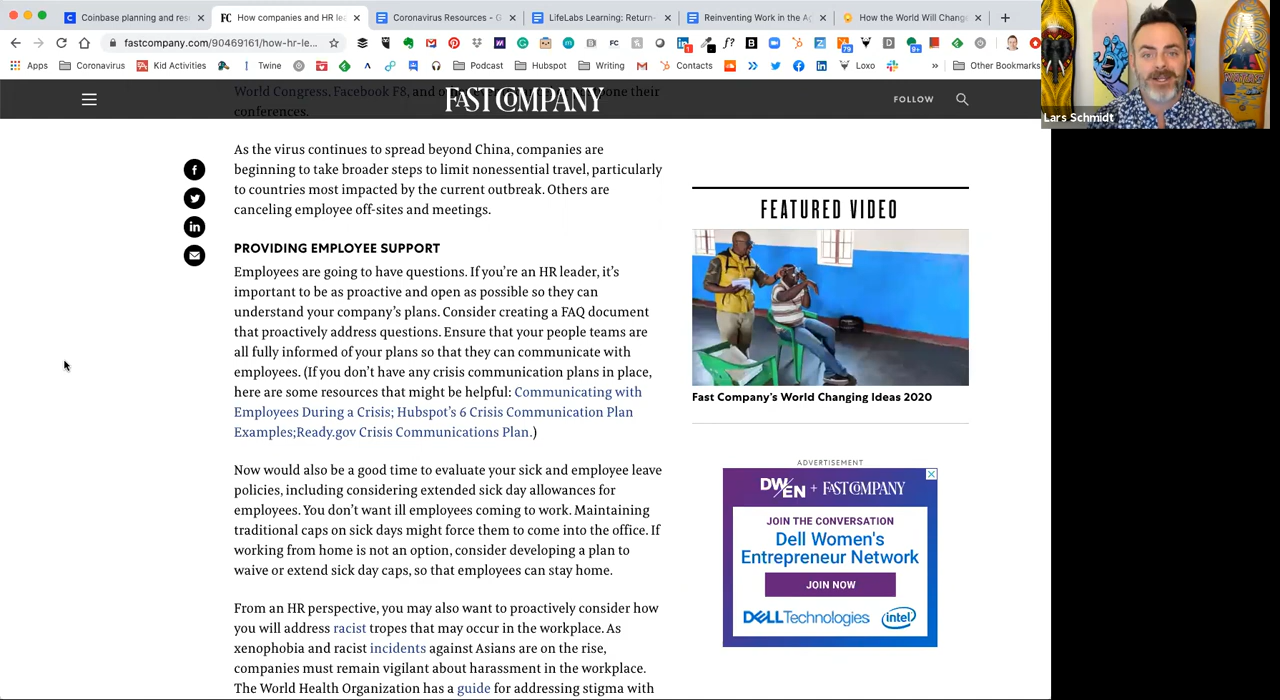 Coinbase planning and res
How companies and HR lea
Coronavirus Resources - G
LifeLabs Learning: Return-
Reinventing Work in the Ag
How the World Will Chang
fastcompany.com/90469161/how-hr-le...
Apps
Coronavirus
Kid Activities
Twine
Podcast
Hubspot
Writing
Contacts
Loxo
Other Bookmarks
Lars Schmidt
World Congress, Facebook F8, and
one their
conferences.
FAST COMPANY
FOLLOW
As the virus continues to spread beyond China, companies are
beginning to take broader steps to limit nonessential travel, particularly
to countries most impacted by the current outbreak. Others are
canceling employee off-sites and meetings.
PROVIDING EMPLOYEE SUPPORT
Employees are going to have questions. If you're an HR leader, it's
important to be as proactive and open as possible so they can
understand your company's plans. Consider creating a FAQ document
that proactively address questions. Ensure that your people teams are
all fully informed of your plans so that they can communicate with
employees. (If you don't have any crisis communication plans in place,
here are some resources that might be helpful: Communicating with
Employees During a Crisis; Hubspot's 6 Crisis Communication Plan
Examples;Ready.gov Crisis Communications Plan.)
Now would also be a good time to evaluate your sick and employee leave
policies, including considering extended sick day allowances for
employees. You don't want ill employees coming to work. Maintaining
traditional caps on sick days might force them to come into the office. If
working from home is not an option, consider developing a plan to
waive or extend sick day caps, so that employees can stay home.
From an HR perspective, you may also want to proactively consider how
you will address racist tropes that may occur in the workplace. As
xenophobia and racist incidents against Asians are on the rise,
companies must remain vigilant about harassment in the workplace.
The World Health Organization has a guide for addressing stigma with
FEATURED VIDEO
Fast Company's World Changing Ideas 2020
ADVERTISEMENT
DWEN + FAST COMPANY
JOIN THE CONVERSATION
Dell Women's
Entrepreneur Network
JOIN NOW
DELL Technologies
intel